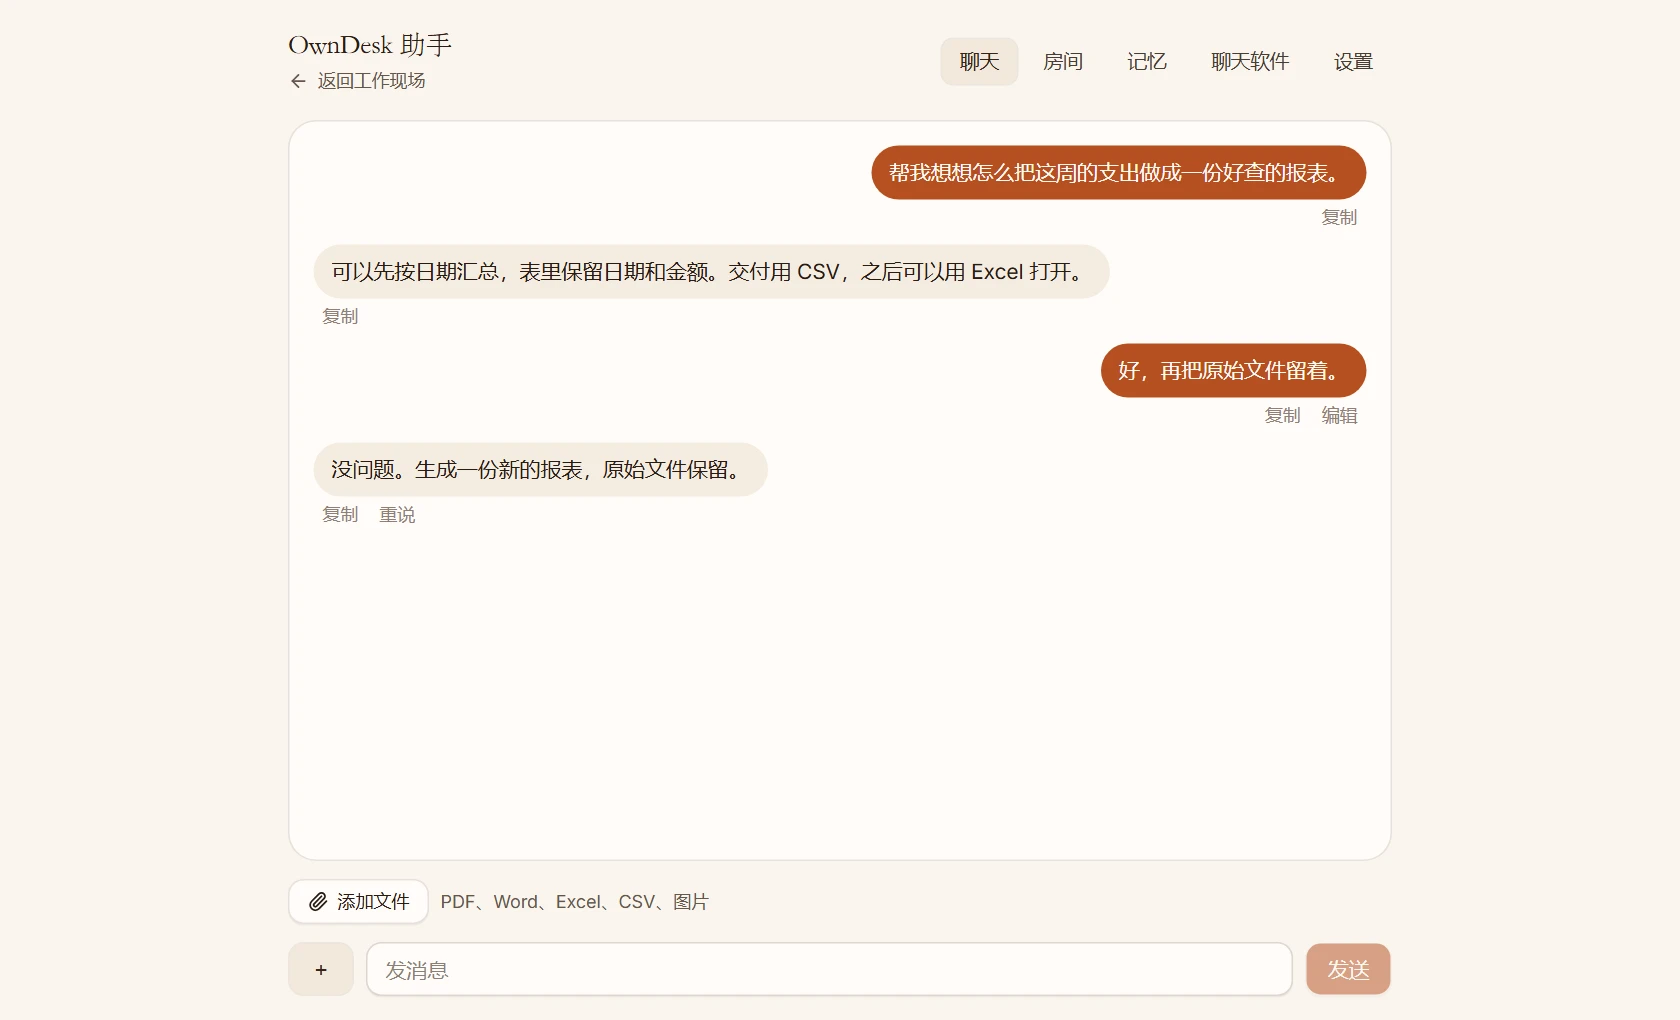 OwnDesk 助手
← 返回工作现场
聊天 房间 记忆 聊天软件 设置
帮我想想怎么把这周的支出做成一份好查的报表。
复制
可以先按日期汇总，表里保留日期和金额。交付用 CSV，之后可以用 Excel 打开。
复制
好，再把原始文件留着。
复制 编辑
没问题。生成一份新的报表，原始文件保留。
复制 重说
添加文件 PDF、Word、Excel、CSV、图片
+ 发消息 发送